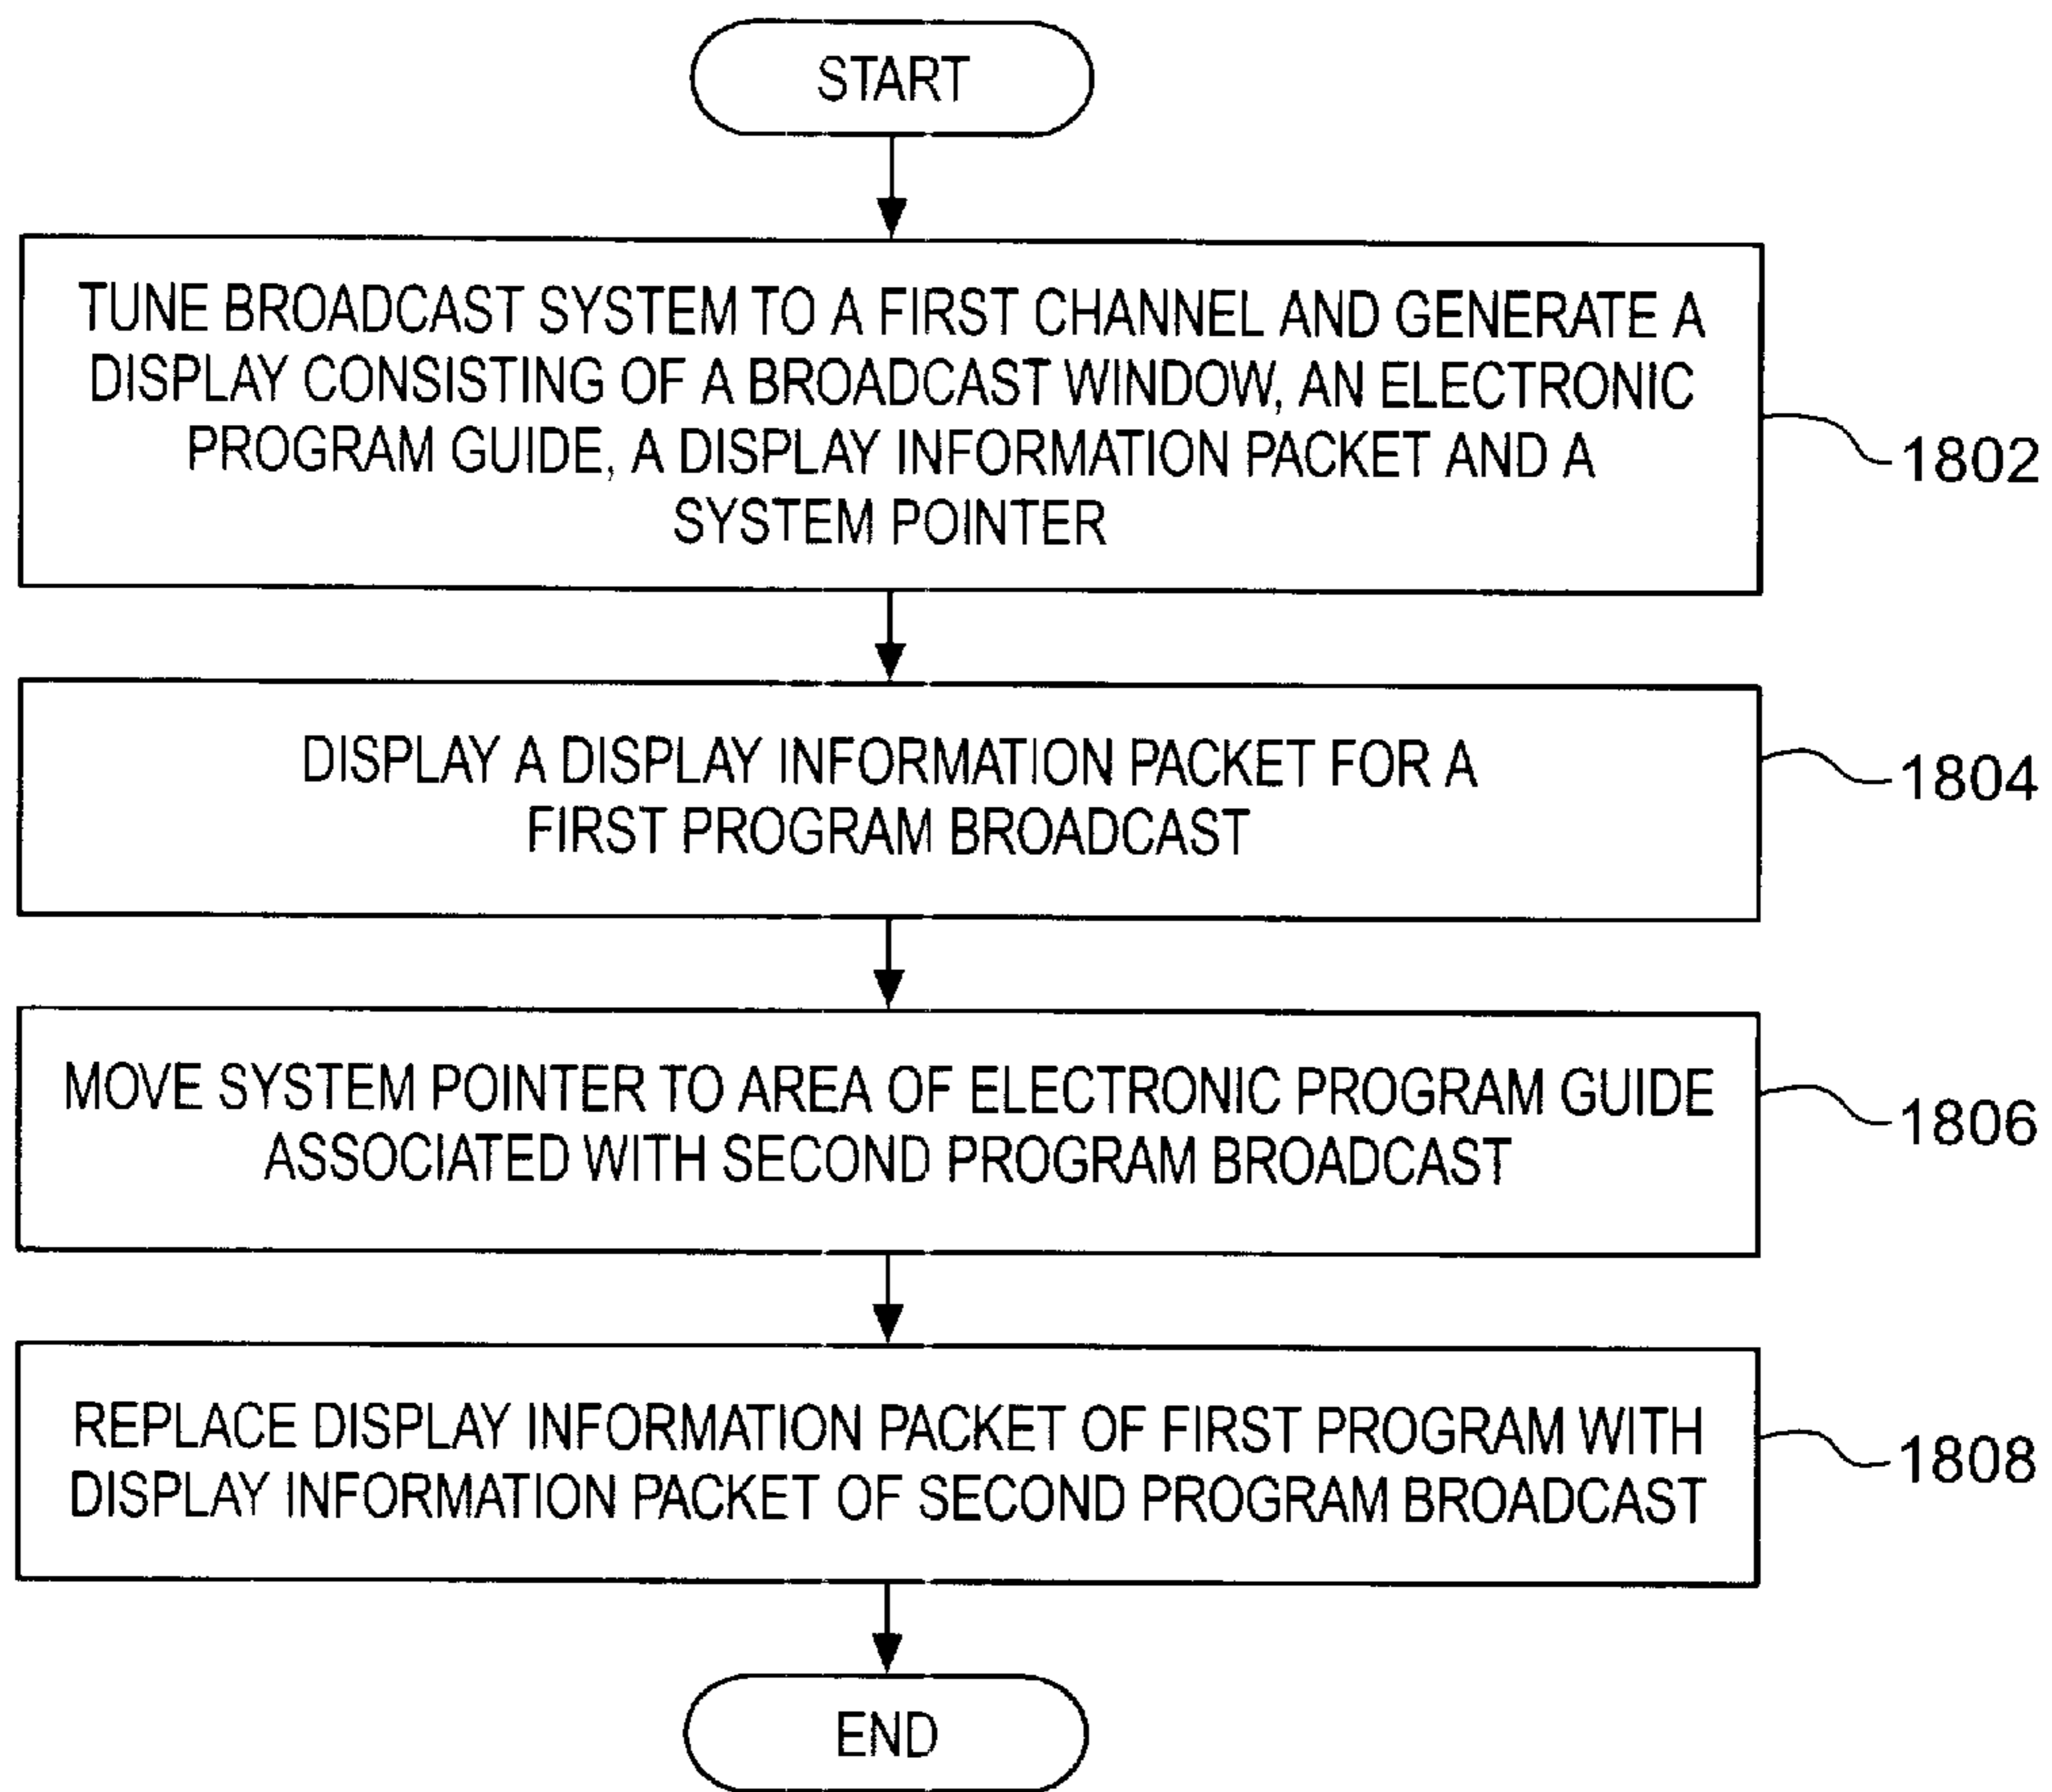 START
TUNE BROADCAST SYSTEM TO A FIRST CHANNEL AND GENERATE A
DISPLAY CONSISTING OF A BROADCAST WINDOW, AN ELECTRONIC
PROGRAM GUIDE, A DISPLAY INFORMATION PACKET AND A
SYSTEM POINTER
1802
DISPLAY A DISPLAY INFORMATION PACKET FOR A
FIRST PROGRAM BROADCAST
1804
MOVE SYSTEM POINTER TO AREA OF ELECTRONIC PROGRAM GUIDE
ASSOCIATED WITH SECOND PROGRAM BROADCAST
1806
REPLACE DISPLAY INFORMATION PACKET OF FIRST PROGRAM WITH
DISPLAY INFORMATION PACKET OF SECOND PROGRAM BROADCAST
1808
END